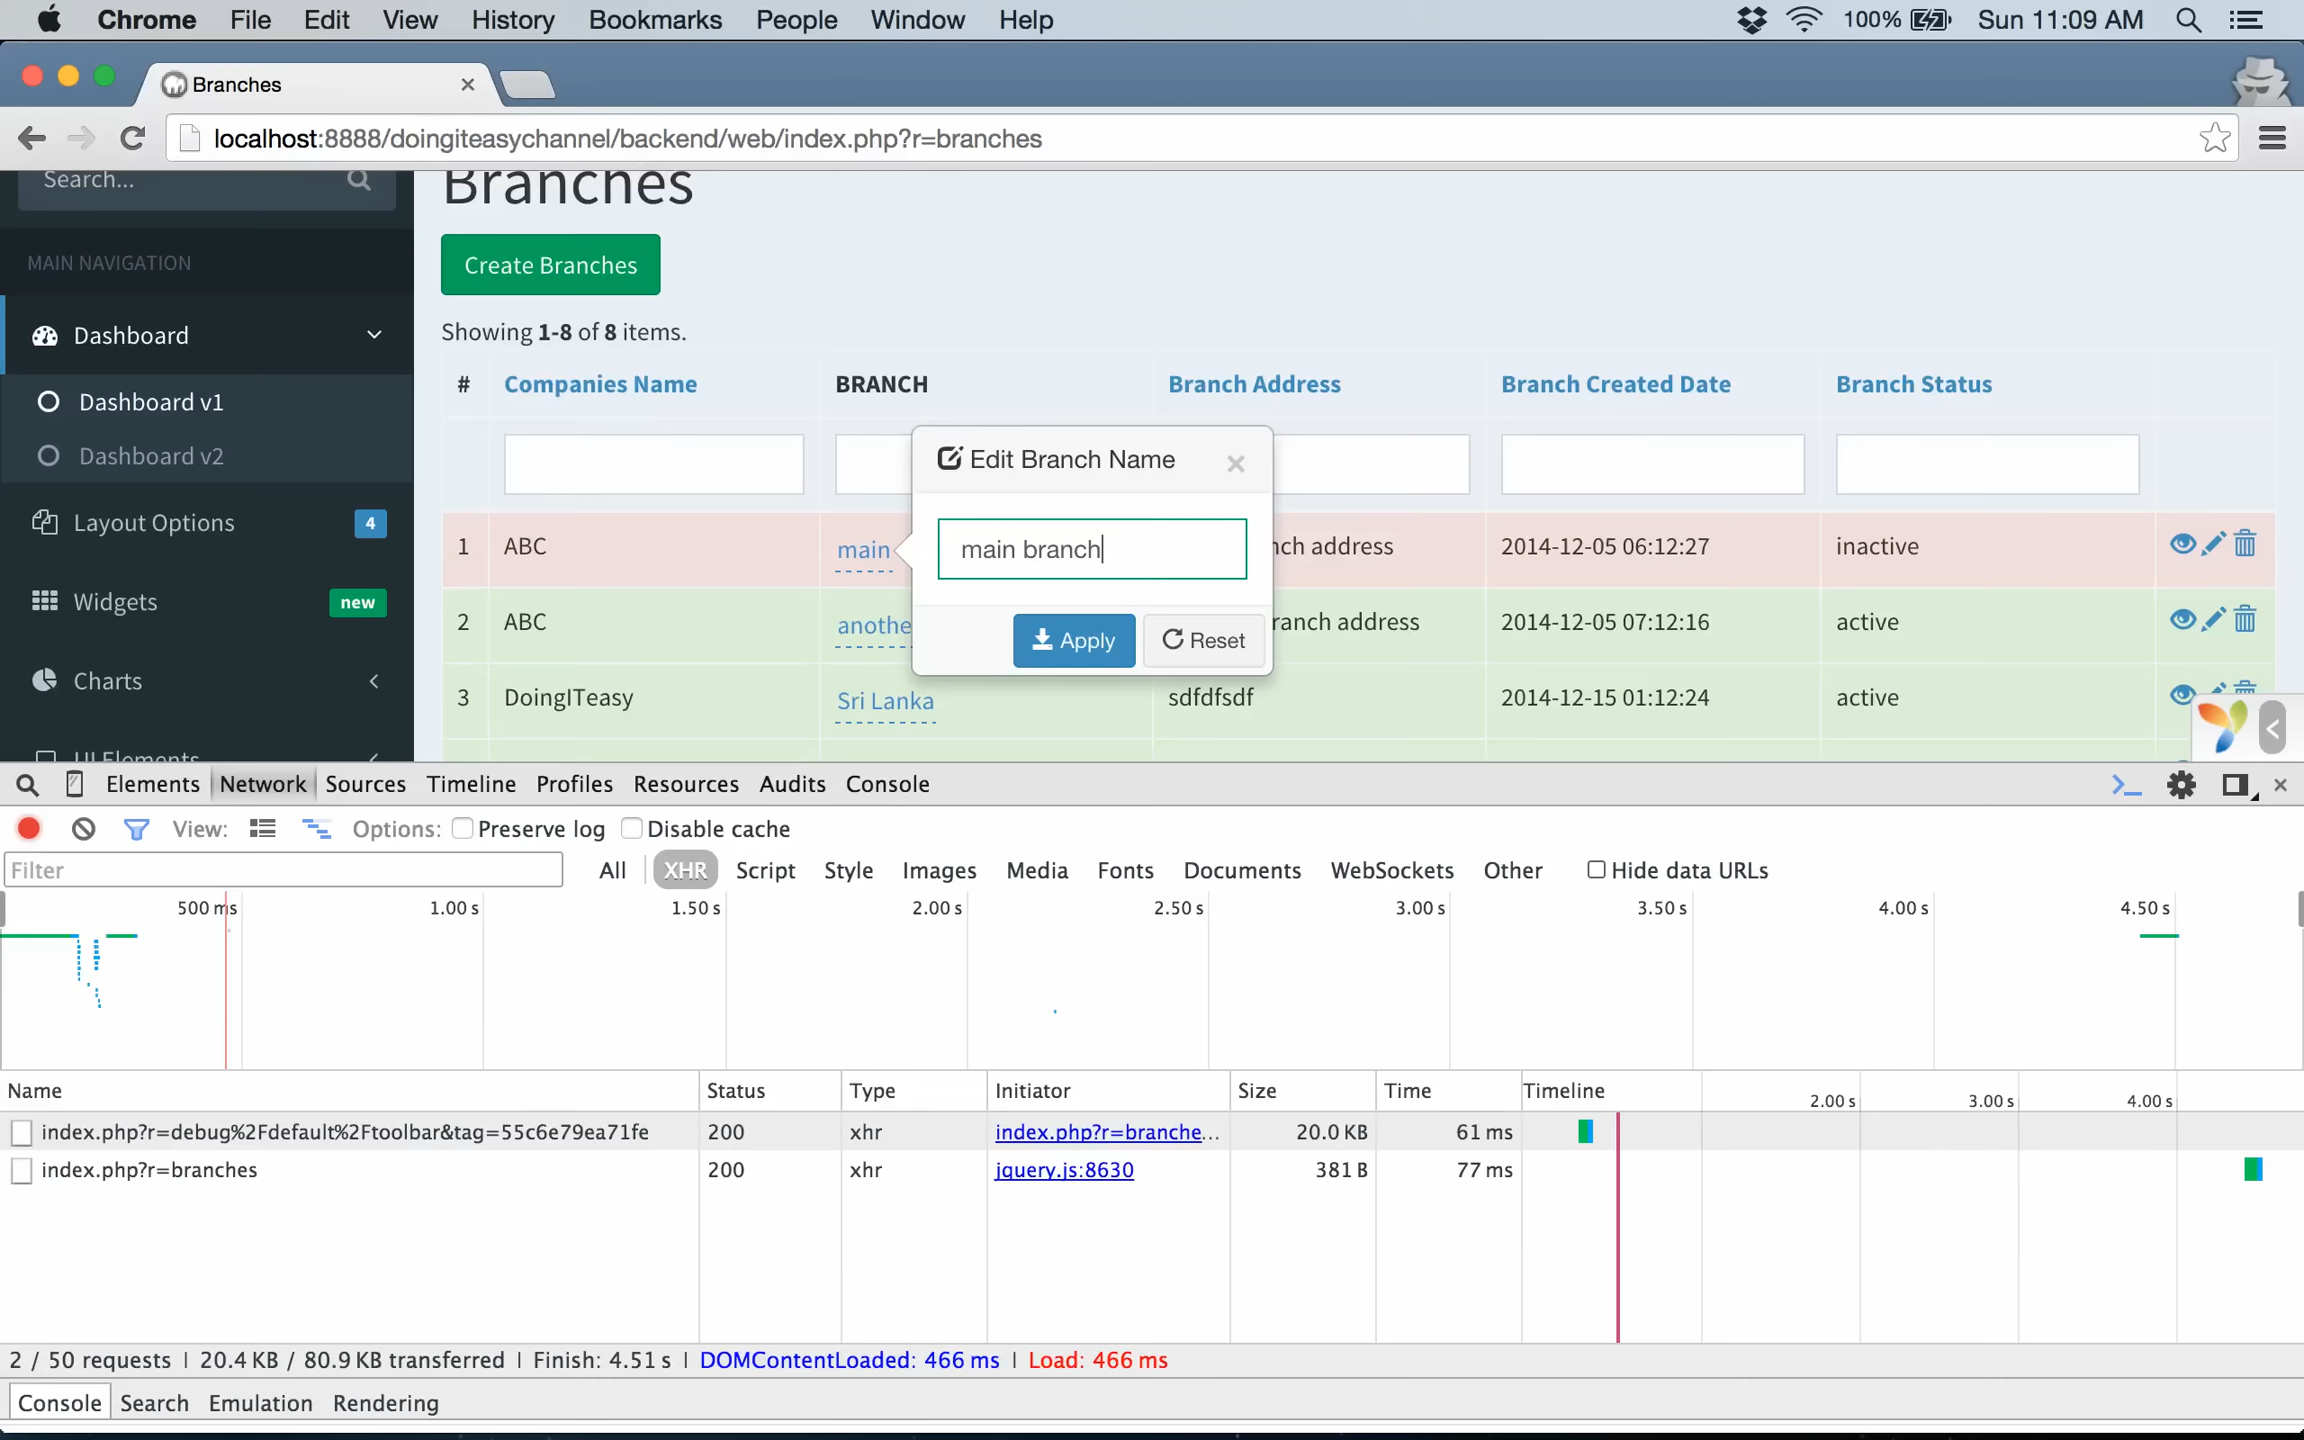 Chrome File Edit View History Bookmarks People Window Help 100% Sun 11:09 AM
Branches
localhost:8888/doingiteasychannel/backend/web/index.php?r=branches
Search...
Branches
MAIN NAVIGATION
Create Branches
Dashboard
Showing 1-8 of 8 items.
# Companies Name BRANCH Branch Address Branch Created Date Branch Status
Dashboard v1
Dashboard v2
Edit Branch Name ×
Layout Options 4
main branch
1 ABC main nch address 2014-12-05 06:12:27 inactive
Widgets new
2 ABC anothe ranch address 2014-12-05 07:12:16 active
Apply Reset
Charts
3 DoingITeasy Sri Lanka sdfdfsdf 2014-12-15 01:12:24 active
UI Elements
Elements Network Sources Timeline Profiles Resources Audits Console
View: Options: Preserve log Disable cache
Filter All XHR Script Style Images Media Fonts Documents WebSockets Other Hide data URLs
500 ms 1.00 s 1.50 s 2.00 s 2.50 s 3.00 s 3.50 s 4.00 s 4.50 s
Name Status Type Initiator Size Time Timeline 2.00 s 3.00 s 4.00 s
index.php?r=debug%2Fdefault%2Ftoolbar&tag=55c6e79ea71fe 200 xhr index.php?r=branche... 20.0 KB 61 ms
index.php?r=branches 200 xhr jquery.js:8630 381 B 77 ms
2 / 50 requests | 20.4 KB / 80.9 KB transferred | Finish: 4.51 s | DOMContentLoaded: 466 ms | Load: 466 ms
Console Search Emulation Rendering